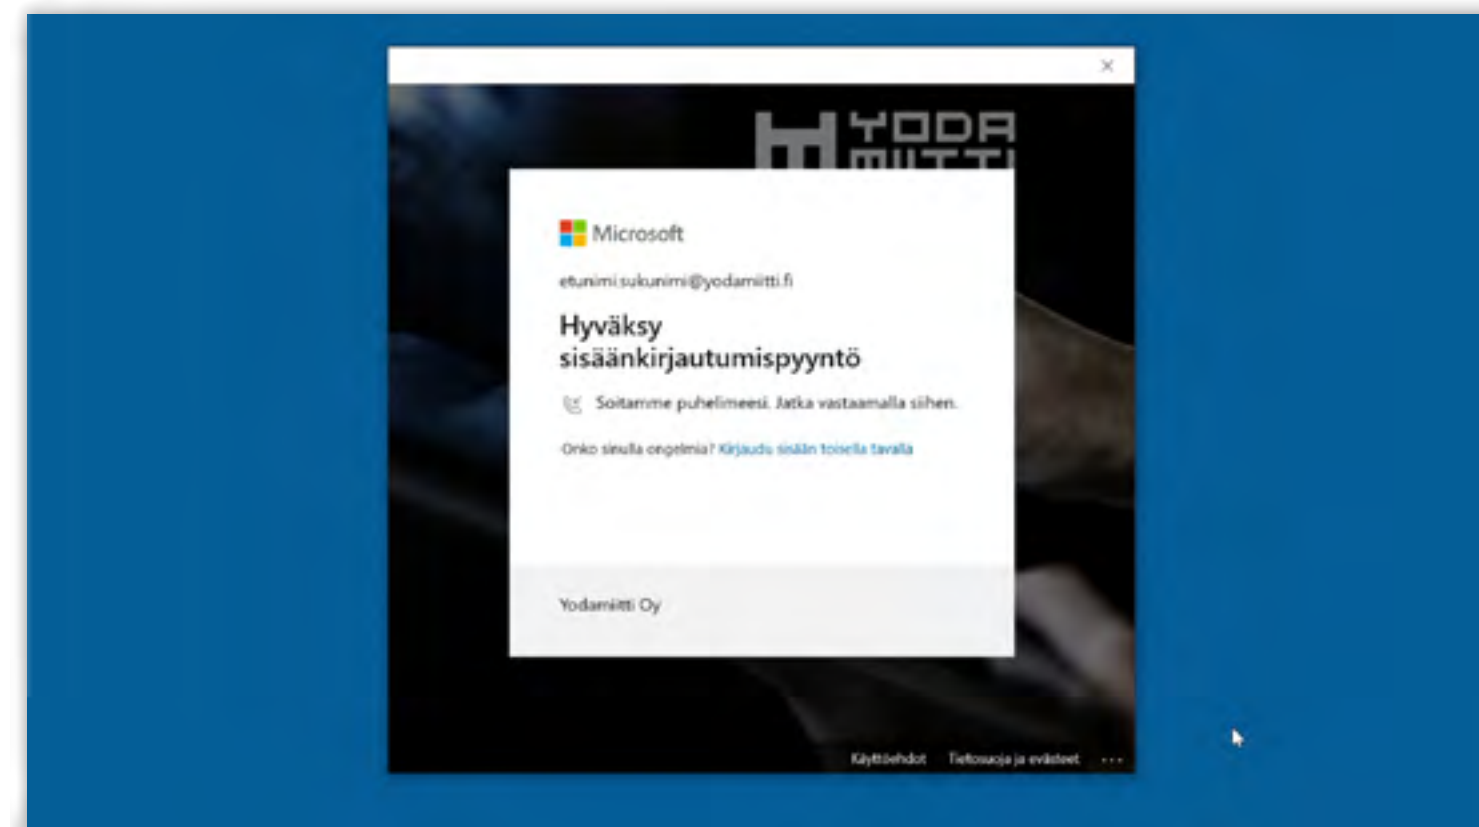 YODA
MIITTI
Microsoft
etunimi.sukunimi@yodamiitti.fi
Hyväksy
sisäänkirjautumispyyntö
Soitamme puhelimeesi. Jatka vastaamalla siihen.
Onko sinulla ongelmia? Kirjaudu sisään toisella tavalla
Yodamiitti Oy
Käyttöehdot Tietosuoja ja evästeet ...